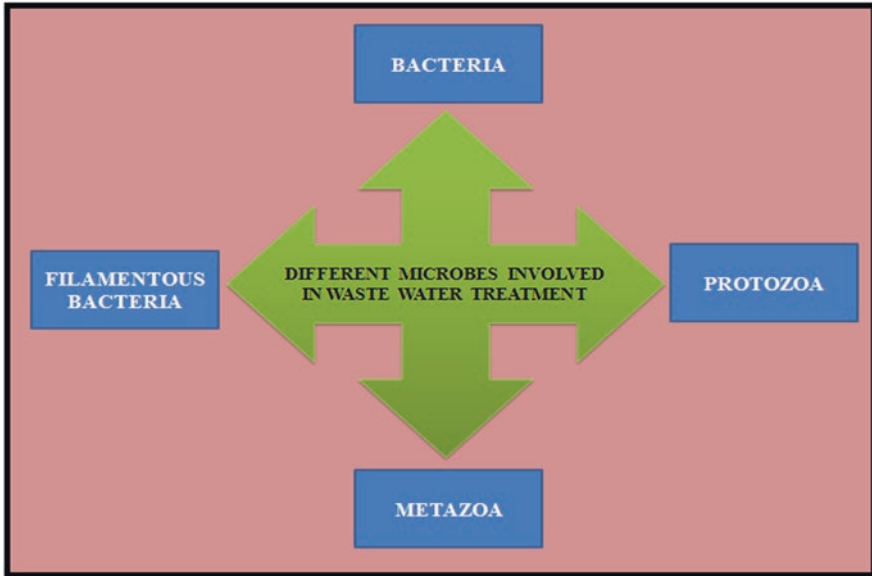 BACTERIA
FILAMENTOUS
BACTERIA
DIFFERENT MICROBES INVOLVED
IN WASTE WATER TREATMENT
PROTOZOA
METAZOA